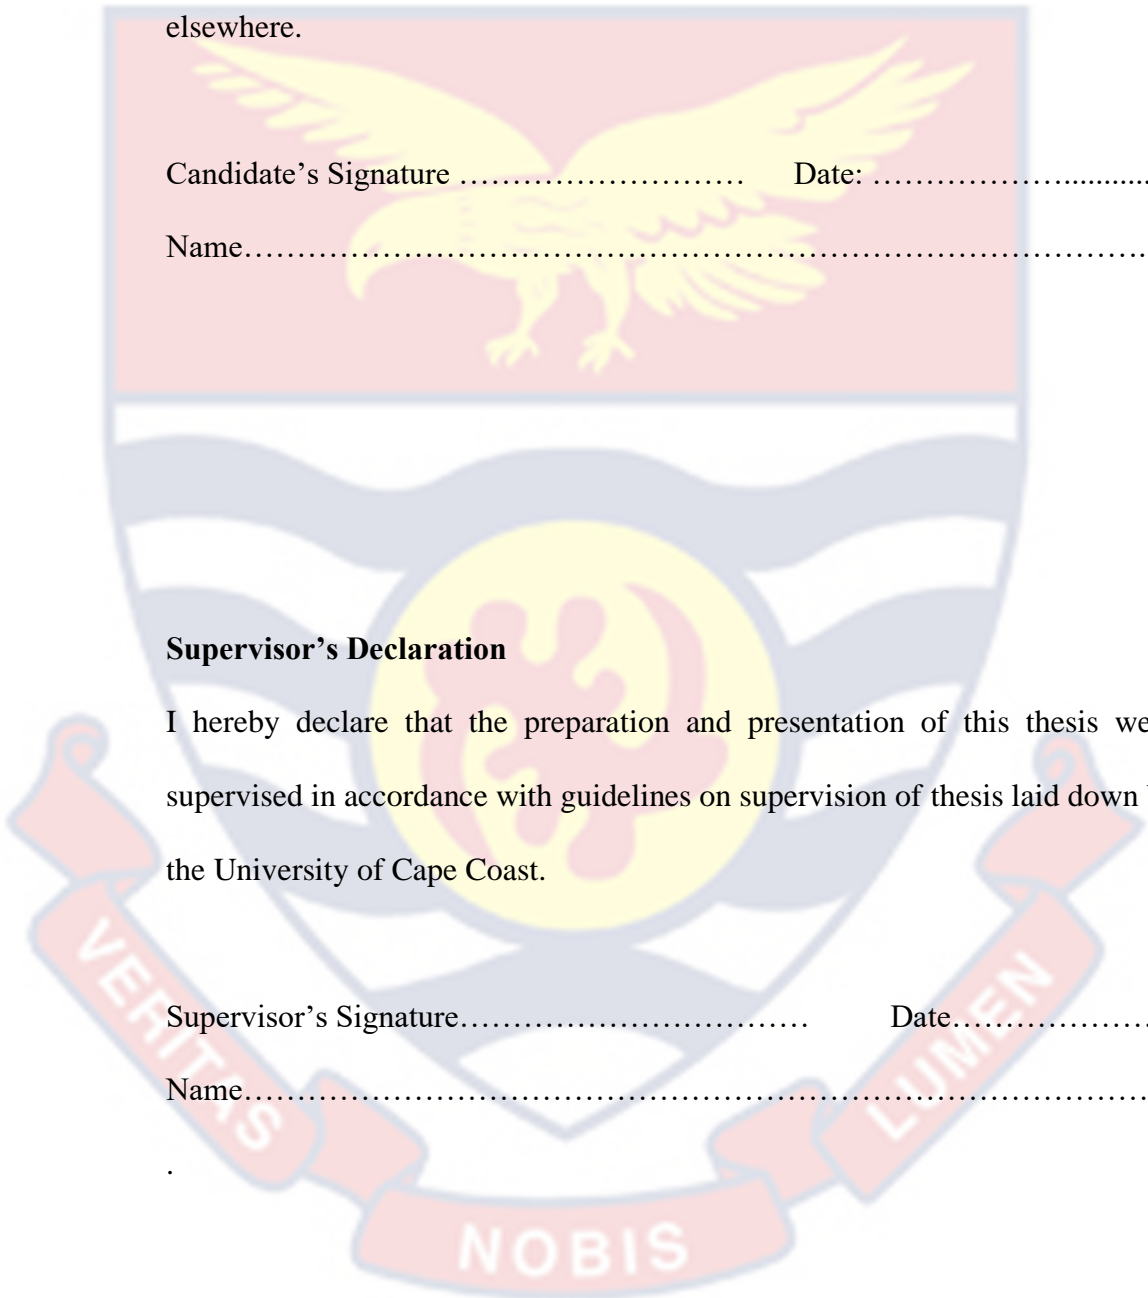 elsewhere.
Candidate’s Signature ……………………… Date: ………………...........
Name……………………………………………………………………………..
Supervisor’s Declaration
I hereby declare that the preparation and presentation of this thesis we
supervised in accordance with guidelines on supervision of thesis laid down
the University of Cape Coast.
Supervisor’s Signature…………………………… Date………………..
Name……………………………………………………………………………
.
VERITAS
NOBIS
LUMEN